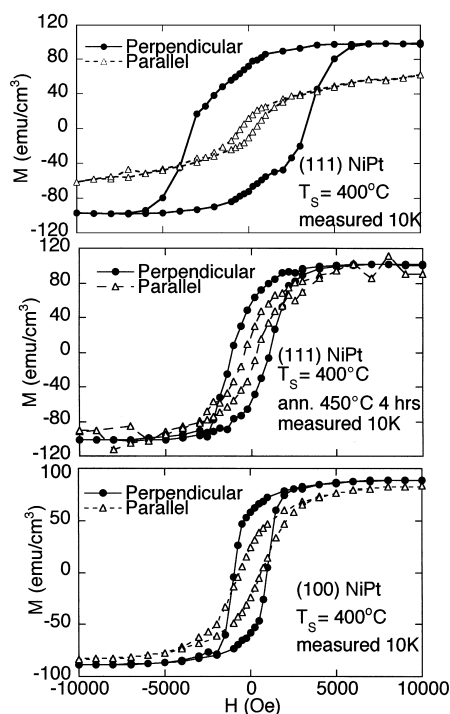 120
80
40
0
-40
-80
-120
M (emu/cm³)
Perpendicular
Parallel
(111) NiPt
T_S = 400°C
measured 10K
120
80
40
0
-40
-80
-120
M (emu/cm³)
Perpendicular
Parallel
(111) NiPt
T_S = 400°C
ann. 450°C 4 hrs
measured 10K
100
50
0
-50
-100
M (emu/cm³)
Perpendicular
Parallel
(100) NiPt
T_S = 400°C
measured 10K
-10000 -5000 0 5000 10000
H (Oe)